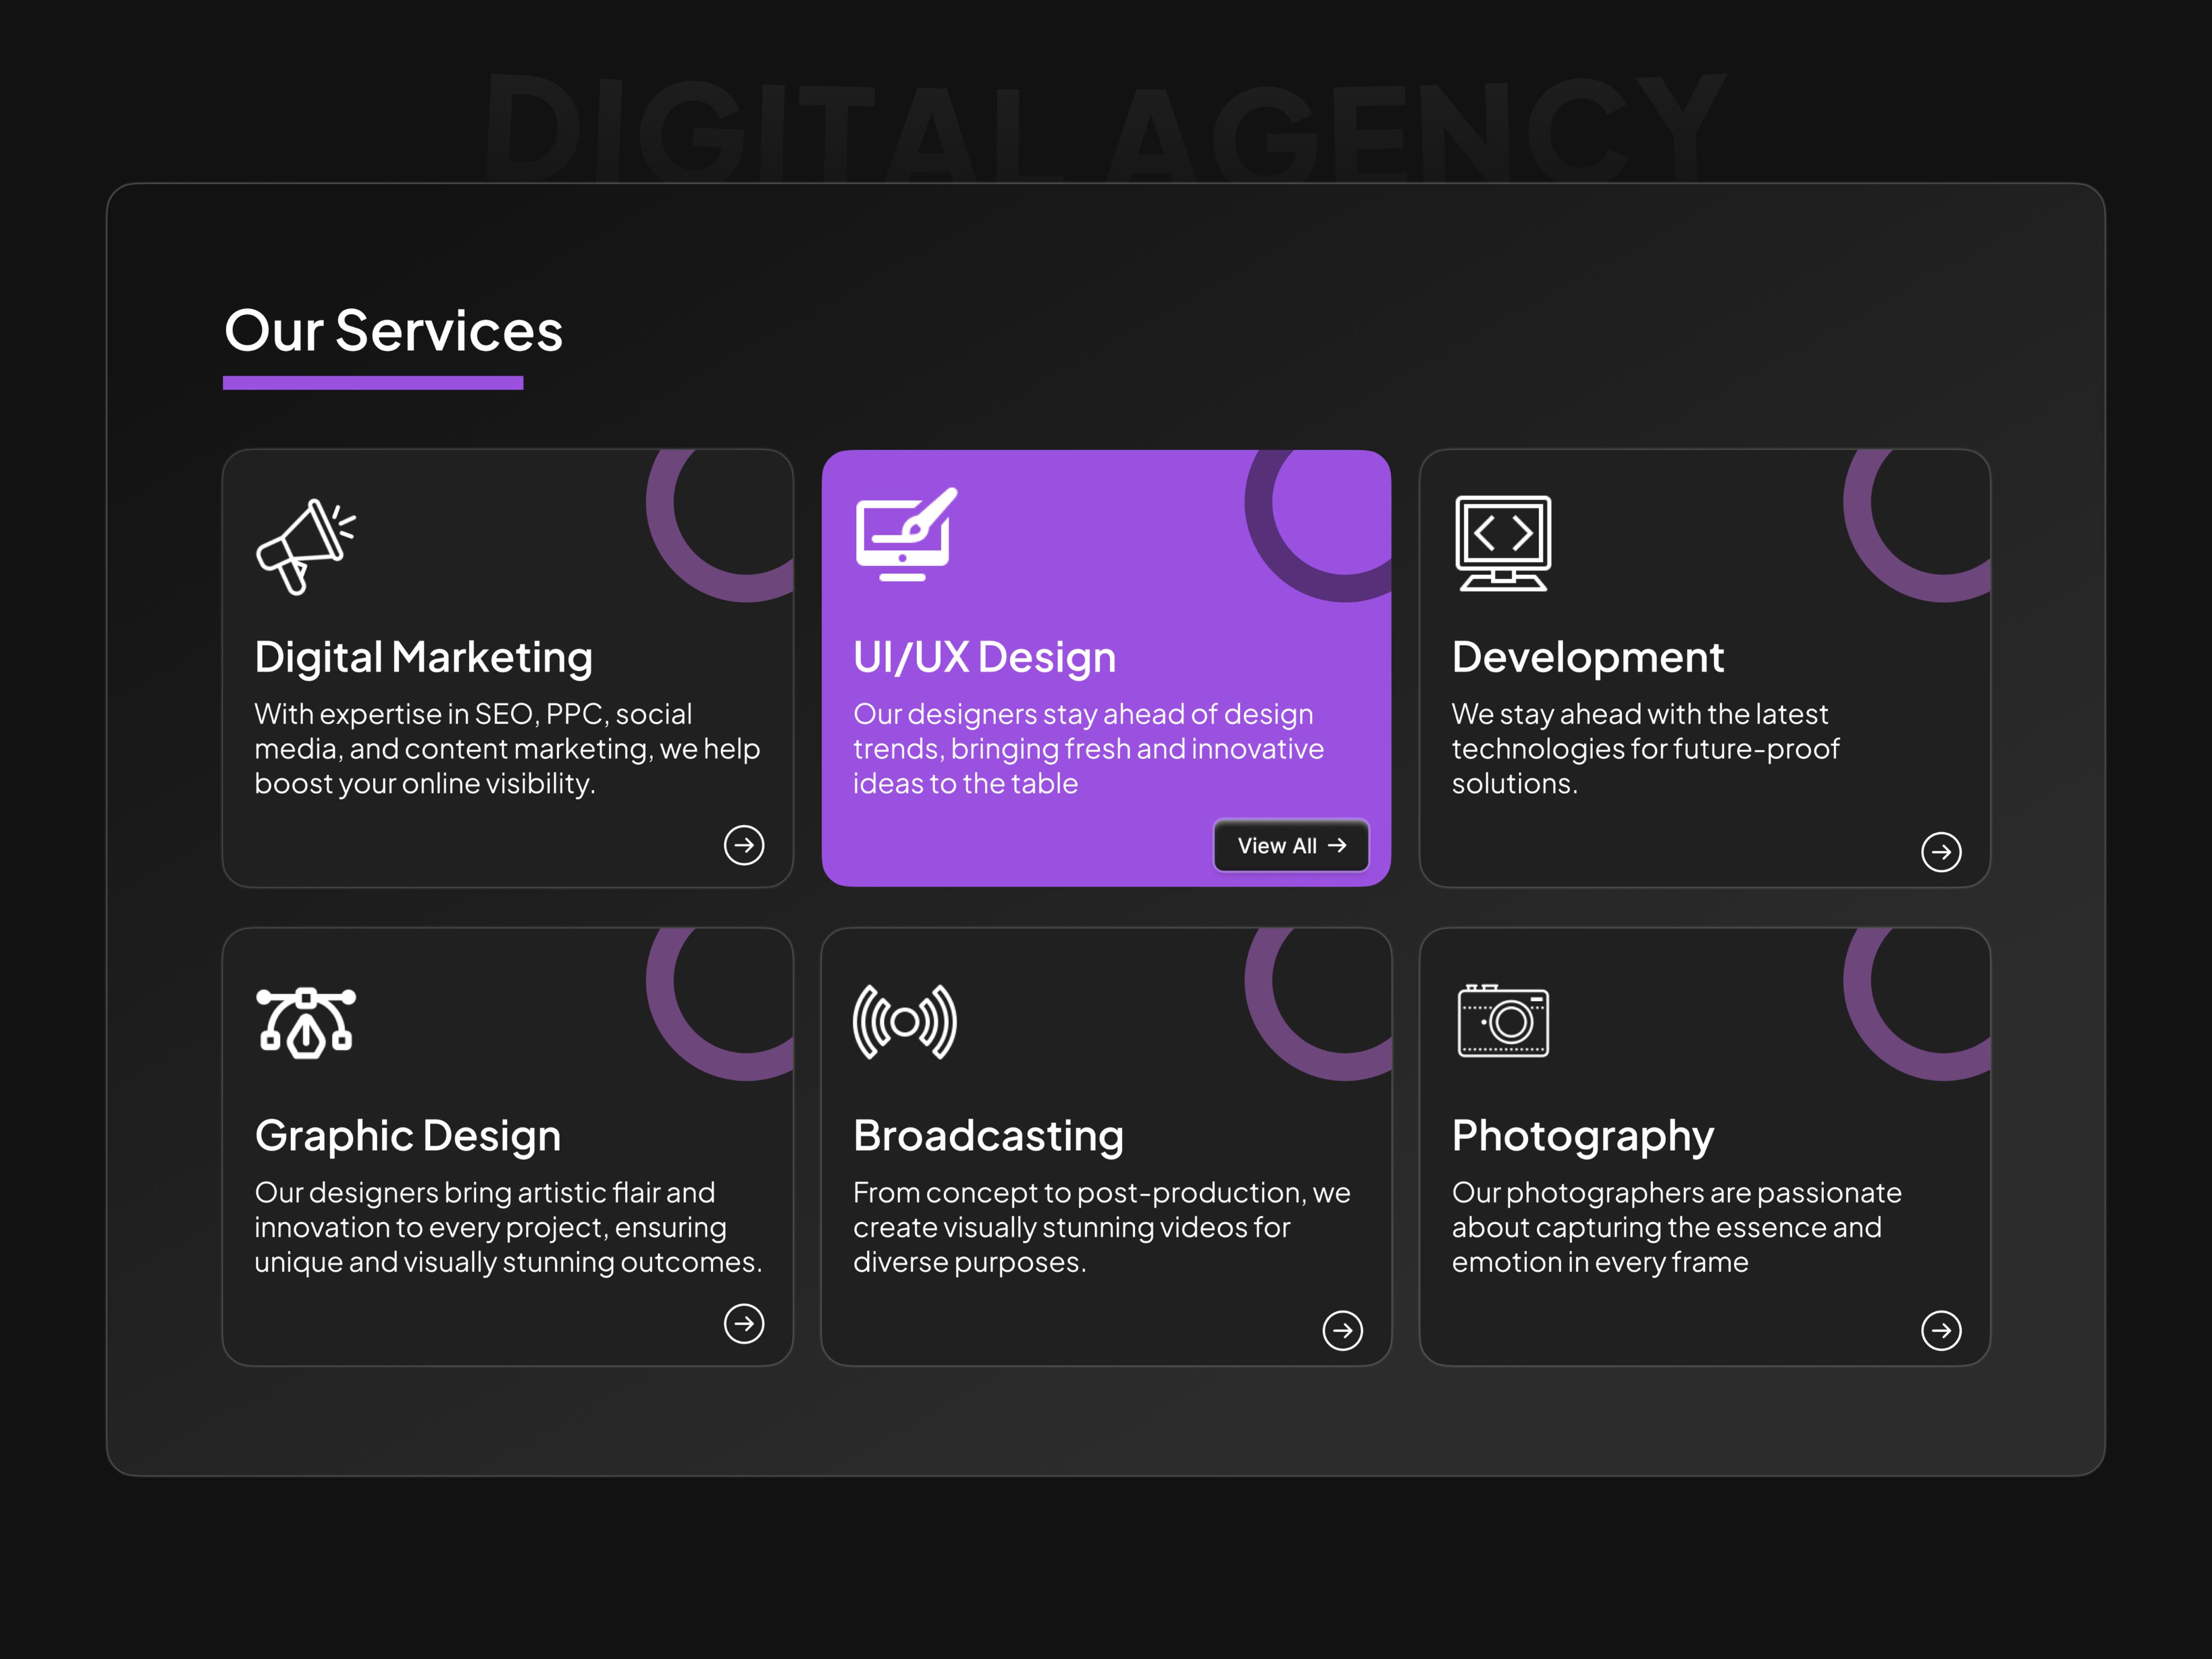 DIGITAL AGENCY
Our Services
Digital Marketing
With expertise in SEO, PPC, social
media, and content marketing, we help
boost your online visibility.
UI/UX Design
Our designers stay ahead of design
trends, bringing fresh and innovative
ideas to the table
View All
Development
We stay ahead with the latest
technologies for future-proof
solutions.
Graphic Design
Our designers bring artistic flair and
innovation to every project, ensuring
unique and visually stunning outcomes.
Broadcasting
From concept to post-production, we
create visually stunning videos for
diverse purposes.
Photography
Our photographers are passionate
about capturing the essence and
emotion in every frame